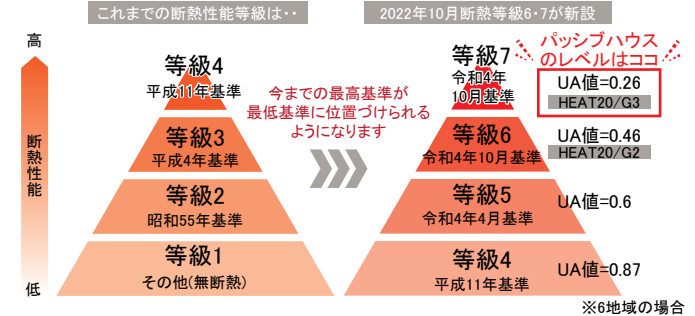 これまでの断熱性能等級は・・
2022年10月断熱等級6・7が新設
高
断熱性能
低
等級4
平成11年基準
等級3
平成4年基準
等級2
昭和55年基準
等級1
その他(無断熱)
今までの最高基準が
最低基準に位置づけられる
ようになります
等級7
令和4年
10月基準
等級6
令和4年10月基準
等級5
令和4年4月基準
等級4
平成11年基準
パッシブハウス
のレベルはココ
UA値=0.26
HEAT20/G3
UA値=0.46
HEAT20/G2
UA値=0.6
UA値=0.87
※6地域の場合